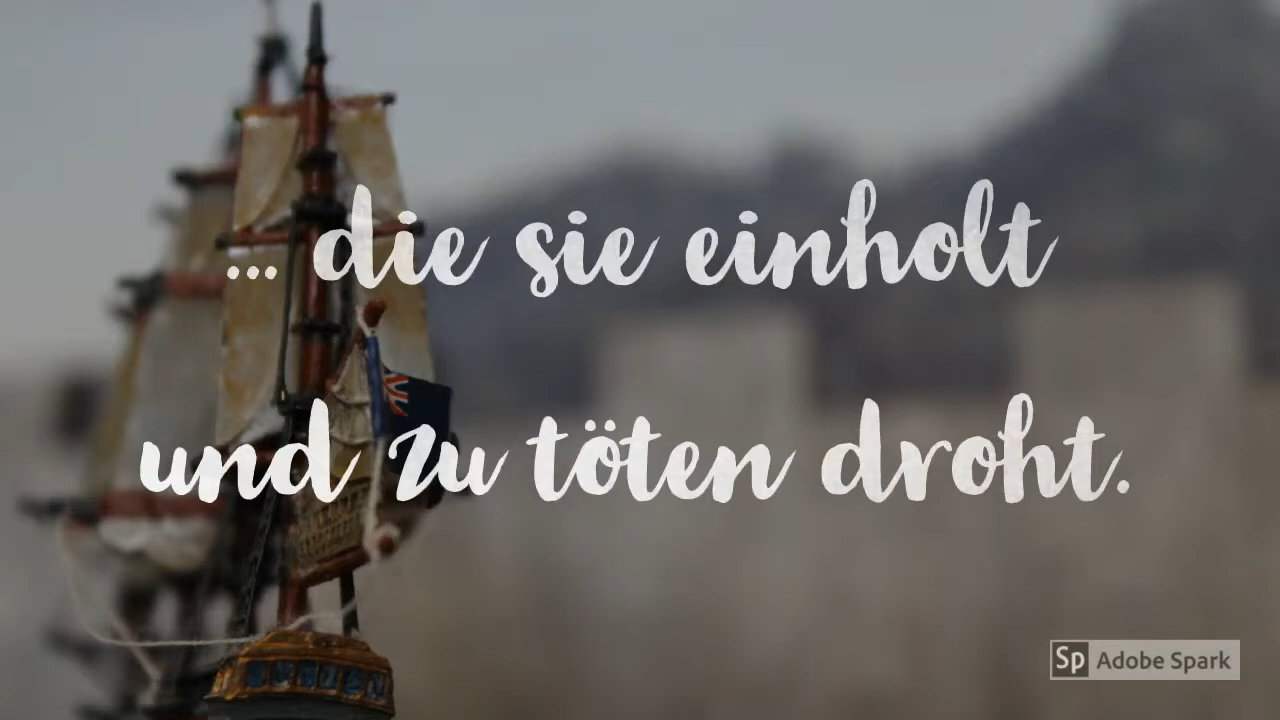 ... die sie einholt
und zu töten droht.
Sp Adobe Spark